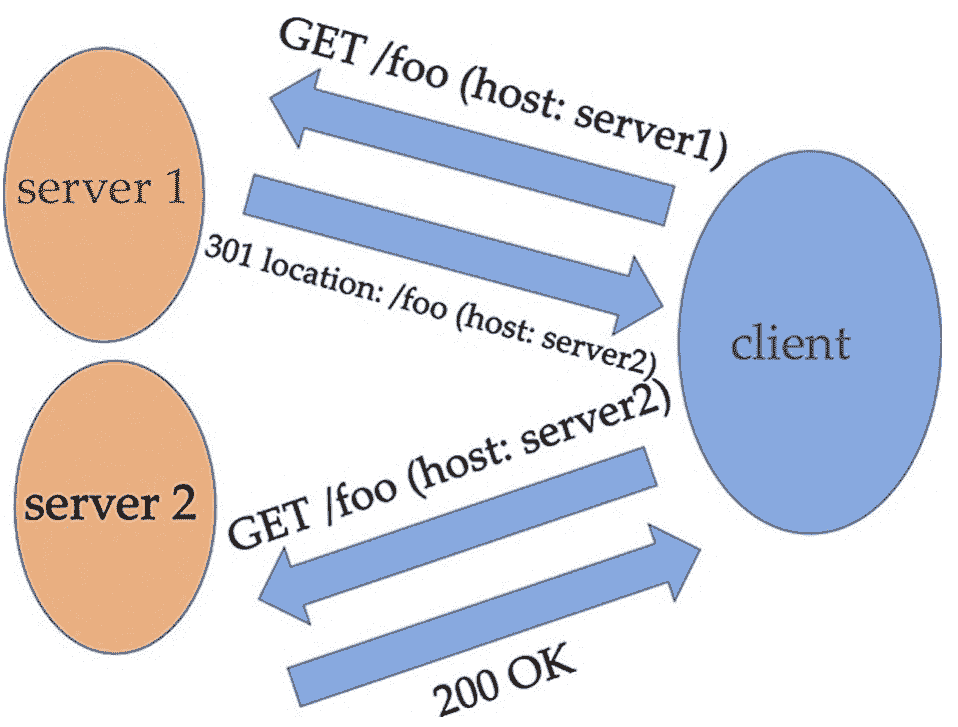 GET /foo (host: server1)
server 1
301 location: /foo (host: server2)
client
GET /foo (host: server2)
server 2
200 OK